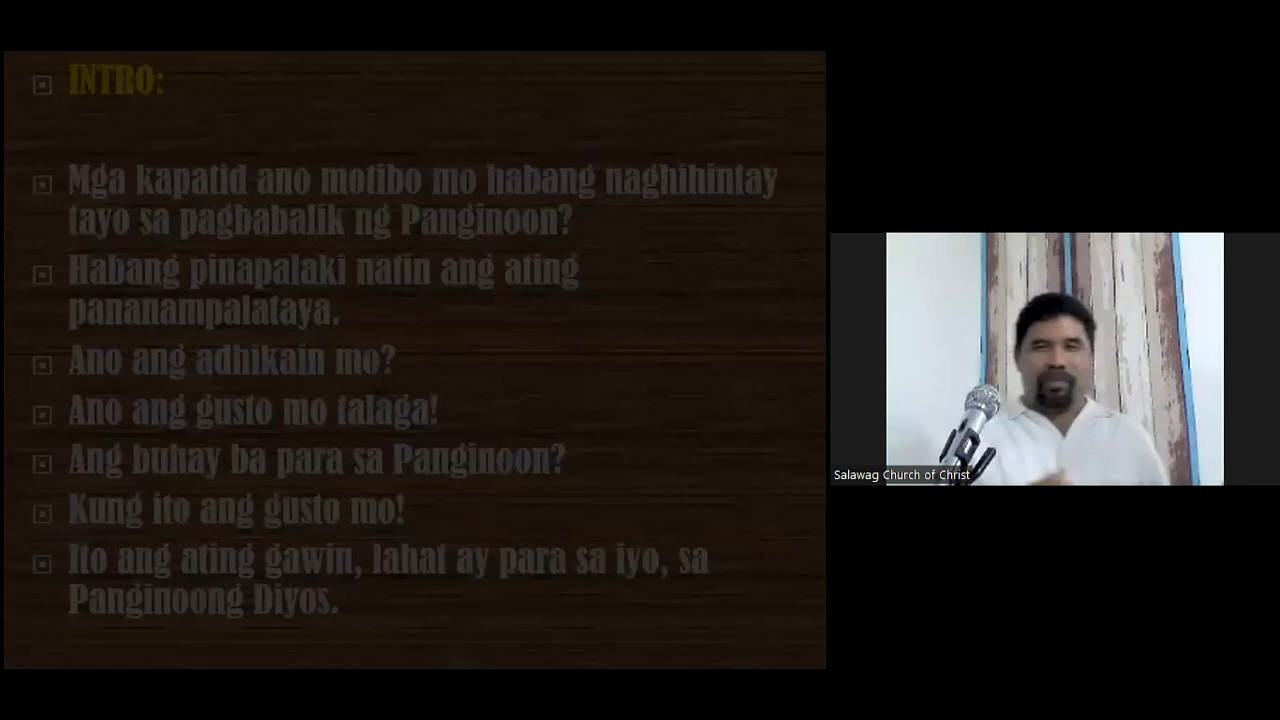 INTRO:
Mga kapatid ano motibo mo habang naghihintay
tayo sa pagbabalik ng Panginoon?
Habang pinapalaki natin ang ating
pananampalataya.
Ano ang adhikain mo?
Ano ang gusto mo talaga!
Ang buhay ba para sa Panginoon?
Kung ito ang gusto mo!
Ito ang ating gawin, lahat ay para sa iyo, sa
Panginoong Diyos.
Salawag Church of Christ